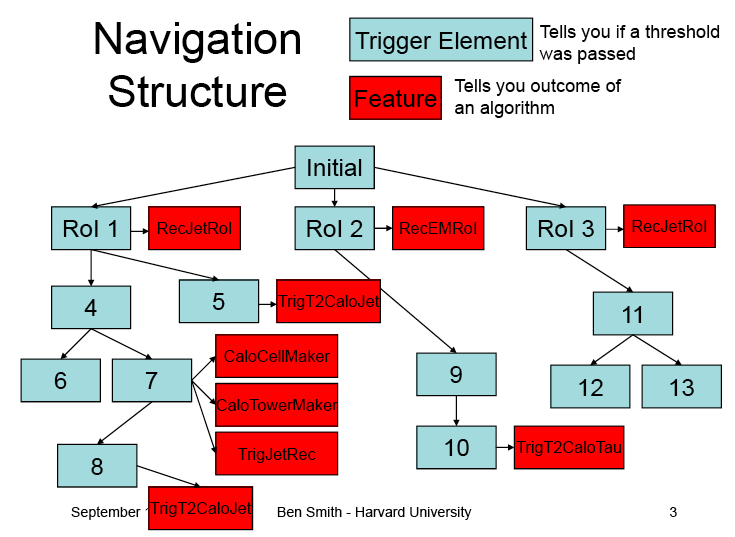 Navigation
Structure
Trigger Element
Tells you if a threshold
was passed
Feature
Tells you outcome of
an algorithm
Initial
RoI 1
RecJetRoI
RoI 2
RecEMRoI
RoI 3
RecJetRoI
4
5
TrigT2CaloJet
11
6
7
CaloCellMaker
CaloTowerMaker
TrigJetRec
9
12
13
8
10
TrigT2CaloTau
TrigT2CaloJet
September
Ben Smith - Harvard University
3